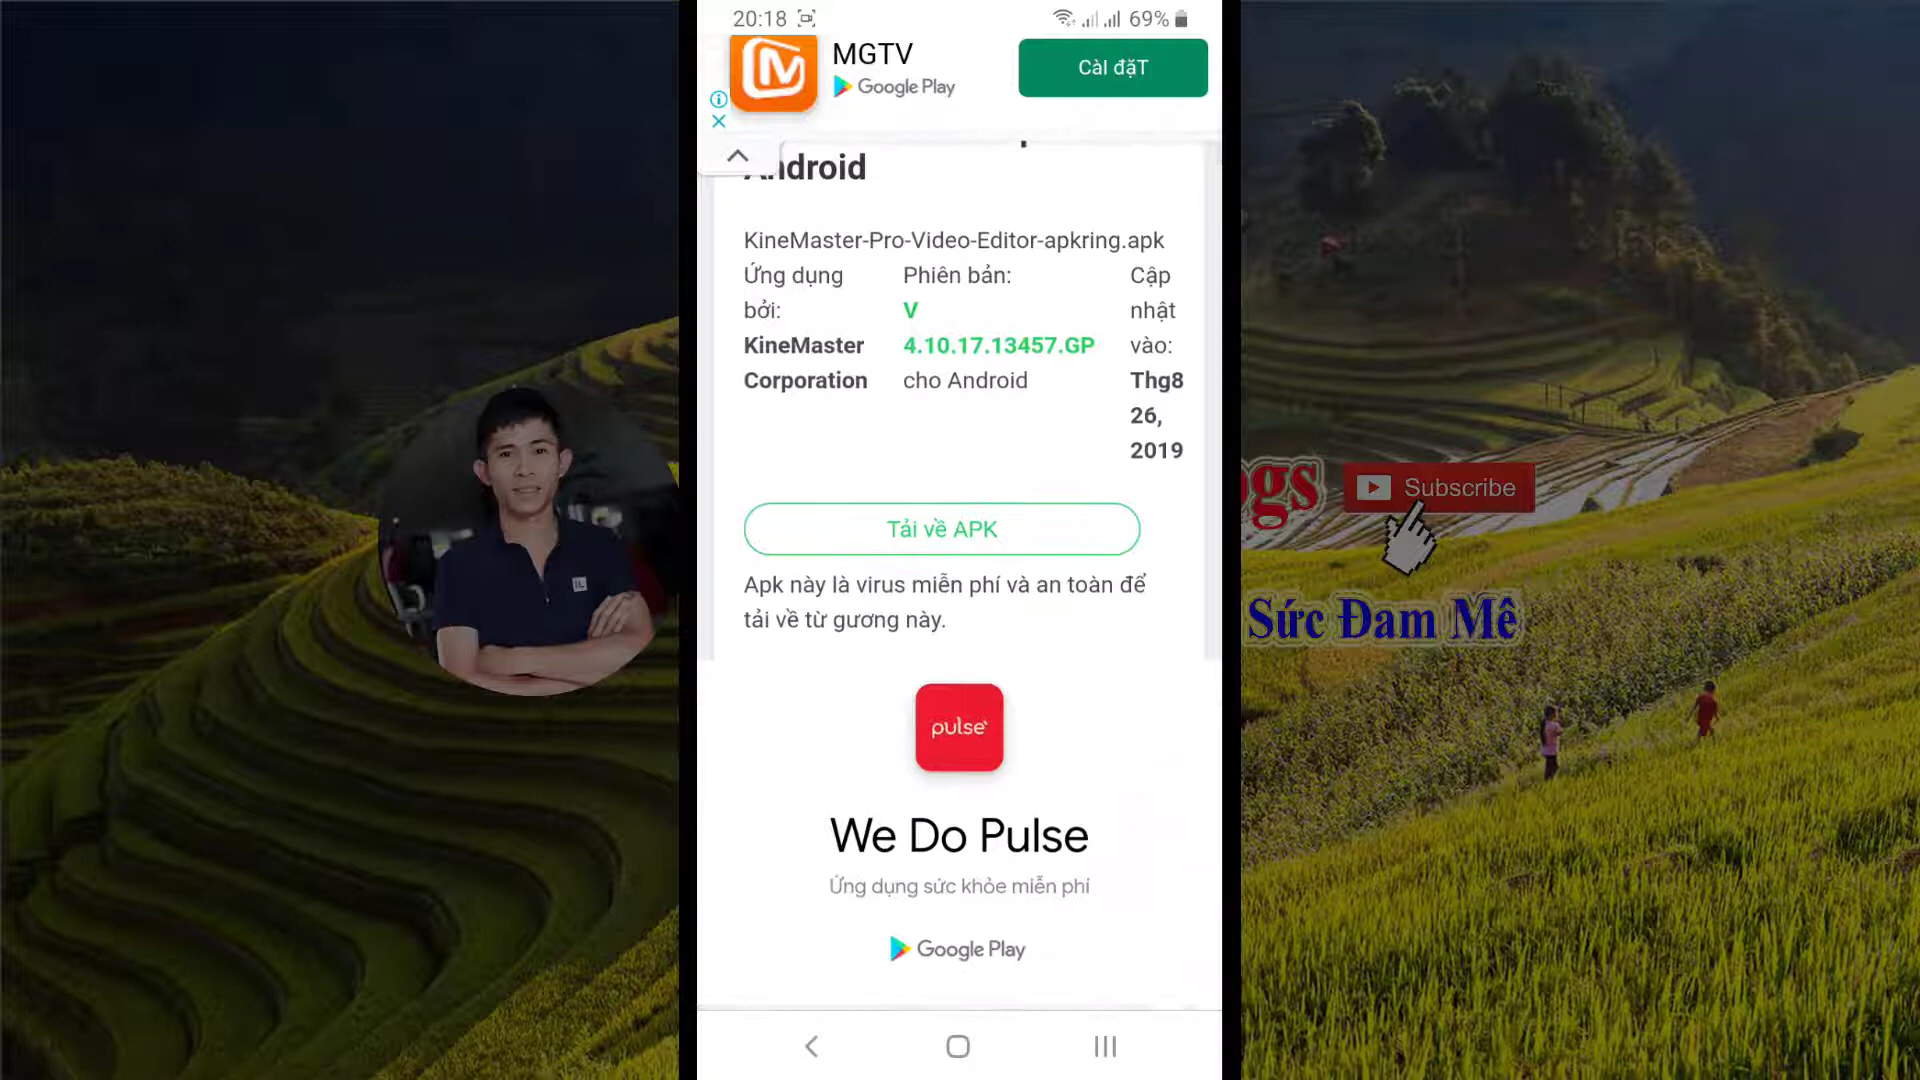 20:18
69%
MGTV
Google Play
Cài đặT
Android
KineMaster-Pro-Video-Editor-apkring.apk
Ứng dụng bởi:
KineMaster Corporation
Phiên bản:
V
4.10.17.13457.GP
cho Android
Cập nhật vào:
Thg8 26, 2019
Tải về APK
Apk này là virus miễn phí và an toàn để
tải về từ gương này.
pulse
We Do Pulse
Ứng dụng sức khỏe miễn phí
Google Play
ogs
Subscribe
Sức Đam Mê